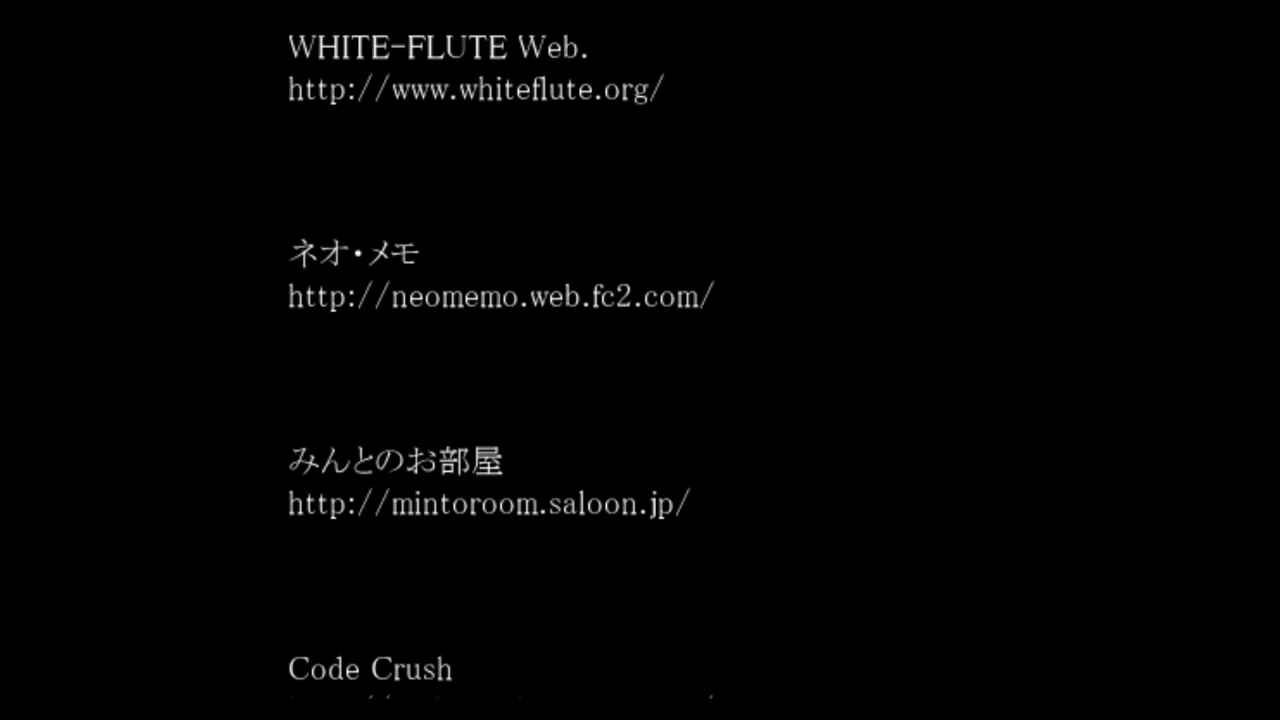 WHITE-FLUTE Web.
http://www.whiteflute.org/
ネオ・メモ
http://neomemo.web.fc2.com/
みんとのお部屋
http://mintoroom.saloon.jp/
Code Crush